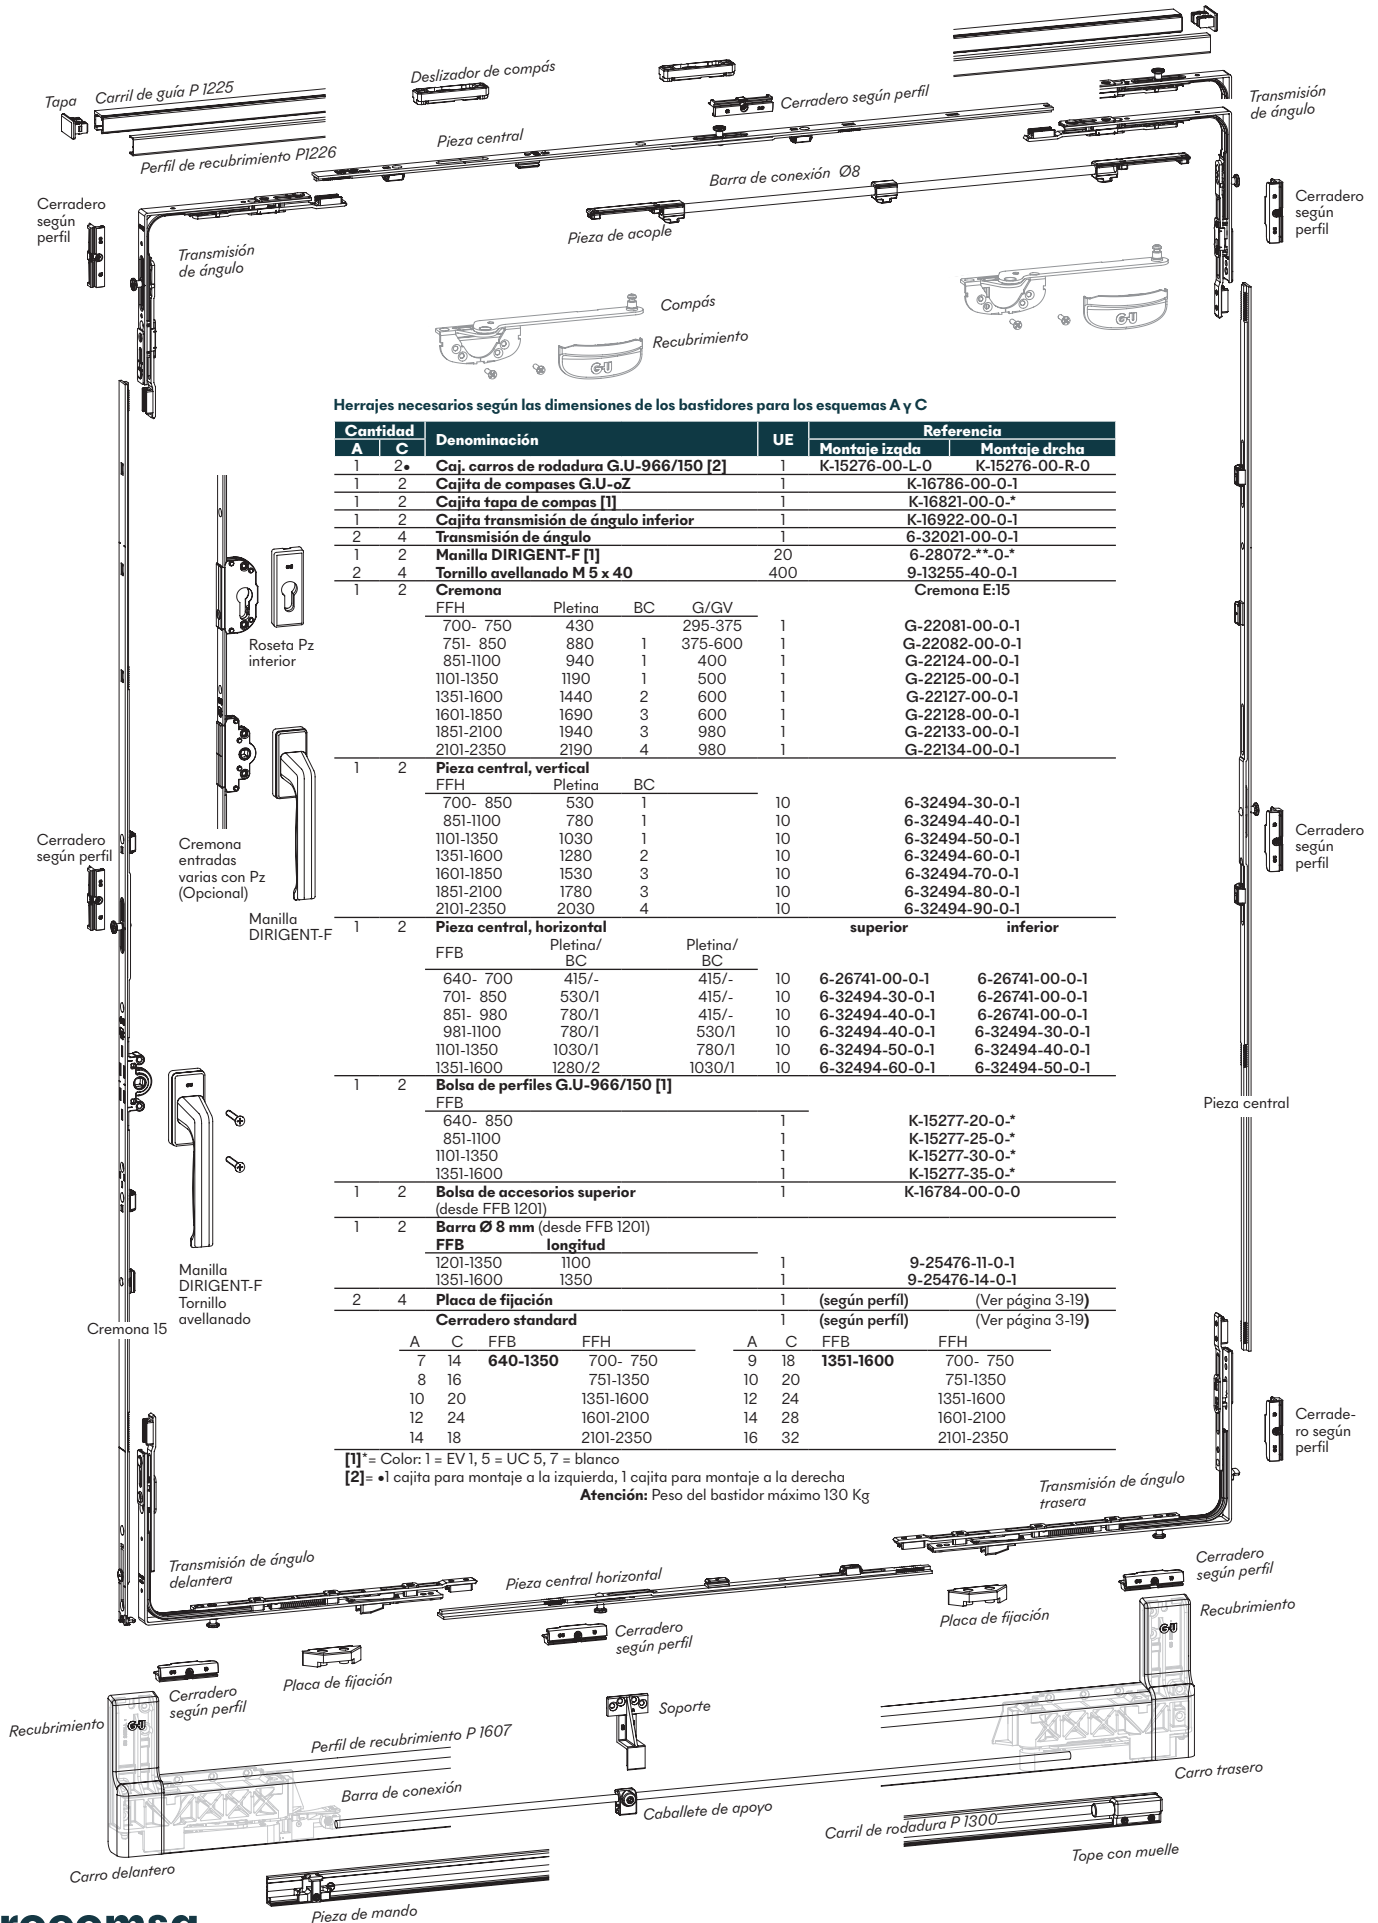 Tapa
Carril de guía P 1225
Perfil de recubrimiento P1226
Deslizador de compás
Pieza central
Cerradero según perfil
Transmisión
de ángulo
Barra de conexión Ø8
Pieza de acople
Cerradero
según
perfil
Transmisión
de ángulo
Cerradero
según
perfil
Compás
Recubrimiento
G-U
G-U
Herrajes necesarios según las dimensiones de los bastidores para los esquemas A y C
Cantidad Denominación UE Referencia
A C Montaje izqda Montaje drcha
1 2• Caj. carros de rodadura G.U-966/150 [2] 1 K-15276-00-L-0 K-15276-00-R-0
1 2 Cajita de compases G.U-oZ 1 K-16786-00-0-1
1 2 Cajita tapa de compas [1] 1 K-16821-00-0-*
1 2 Cajita transmisión de ángulo inferior 1 K-16922-00-0-1
2 4 Transmisión de ángulo 1 6-32021-00-0-1
1 2 Manilla DIRIGENT-F [1] 20 6-28072-**-0-*
2 4 Tornillo avellanado M 5 x 40 400 9-13255-40-0-1
1 2 Cremona Cremona E:15
FFH Pletina BC G/GV
700- 750 430 295-375 1 G-22081-00-0-1
751- 850 880 1 375-600 1 G-22082-00-0-1
851-1100 940 1 400 1 G-22124-00-0-1
1101-1350 1190 1 500 1 G-22125-00-0-1
1351-1600 1440 2 600 1 G-22127-00-0-1
1601-1850 1690 3 600 1 G-22128-00-0-1
1851-2100 1940 3 980 1 G-22133-00-0-1
2101-2350 2190 4 980 1 G-22134-00-0-1
1 2 Pieza central, vertical
FFH Pletina BC
700- 850 530 1 10 6-32494-30-0-1
851-1100 780 1 10 6-32494-40-0-1
1101-1350 1030 1 10 6-32494-50-0-1
1351-1600 1280 2 10 6-32494-60-0-1
1601-1850 1530 3 10 6-32494-70-0-1
1851-2100 1780 3 10 6-32494-80-0-1
2101-2350 2030 4 10 6-32494-90-0-1
1 2 Pieza central, horizontal superior inferior
FFB Pletina/ Pletina/
BC BC
640- 700 415/- 415/- 10 6-26741-00-0-1 6-26741-00-0-1
701- 850 530/1 415/- 10 6-32494-30-0-1 6-26741-00-0-1
851- 980 780/1 415/- 10 6-32494-40-0-1 6-26741-00-0-1
981-1100 780/1 530/1 10 6-32494-40-0-1 6-32494-30-0-1
1101-1350 1030/1 780/1 10 6-32494-50-0-1 6-32494-40-0-1
1351-1600 1280/2 1030/1 10 6-32494-60-0-1 6-32494-50-0-1
1 2 Bolsa de perfiles G.U-966/150 [1]
FFB
640- 850 1 K-15277-20-0-*
851-1100 1 K-15277-25-0-*
1101-1350 1 K-15277-30-0-*
1351-1600 1 K-15277-35-0-*
1 2 Bolsa de accesorios superior 1 K-16784-00-0-0
(desde FFB 1201)
1 2 Barra Ø 8 mm (desde FFB 1201)
FFB longitud
1201-1350 1100 1 9-25476-11-0-1
1351-1600 1350 1 9-25476-14-0-1
2 4 Placa de fijación 1 (según perfíl) (Ver página 3-19)
Cerradero standard 1 (según perfíl) (Ver página 3-19)
A C FFB FFH A C FFB FFH
7 14 640-1350 700- 750 9 18 1351-1600 700- 750
8 16 751-1350 10 20 751-1350
10 20 1351-1600 12 24 1351-1600
12 24 1601-2100 14 28 1601-2100
14 18 2101-2350 16 32 2101-2350
[1]*= Color: 1 = EV 1, 5 = UC 5, 7 = blanco
[2]= •1 cajita para montaje a la izquierda, 1 cajita para montaje a la derecha
Atención: Peso del bastidor máximo 130 Kg
Roseta Pz
interior
Cremona
entradas
varias con Pz
(Opcional)
Manilla
DIRIGENT-F
Cerradero
según perfil
Cerradero
según
perfil
Pieza central
Manilla
DIRIGENT-F
Tornillo
avellanado
Cremona 15
Cerrade-
ro según
perfil
Transmisión de ángulo
trasera
Transmisión de ángulo
delantera
Pieza central horizontal
Placa de fijación
Cerradero
según perfil
Recubrimiento
G-U
Cerradero
según perfil
Placa de fijación
Cerradero
según perfil
Recubrimiento
G-U
Soporte
Perfil de recubrimiento P 1607
Barra de conexión
Caballete de apoyo
Carro trasero
Carril de rodadura P 1300
Tope con muelle
Carro delantero
Pieza de mando